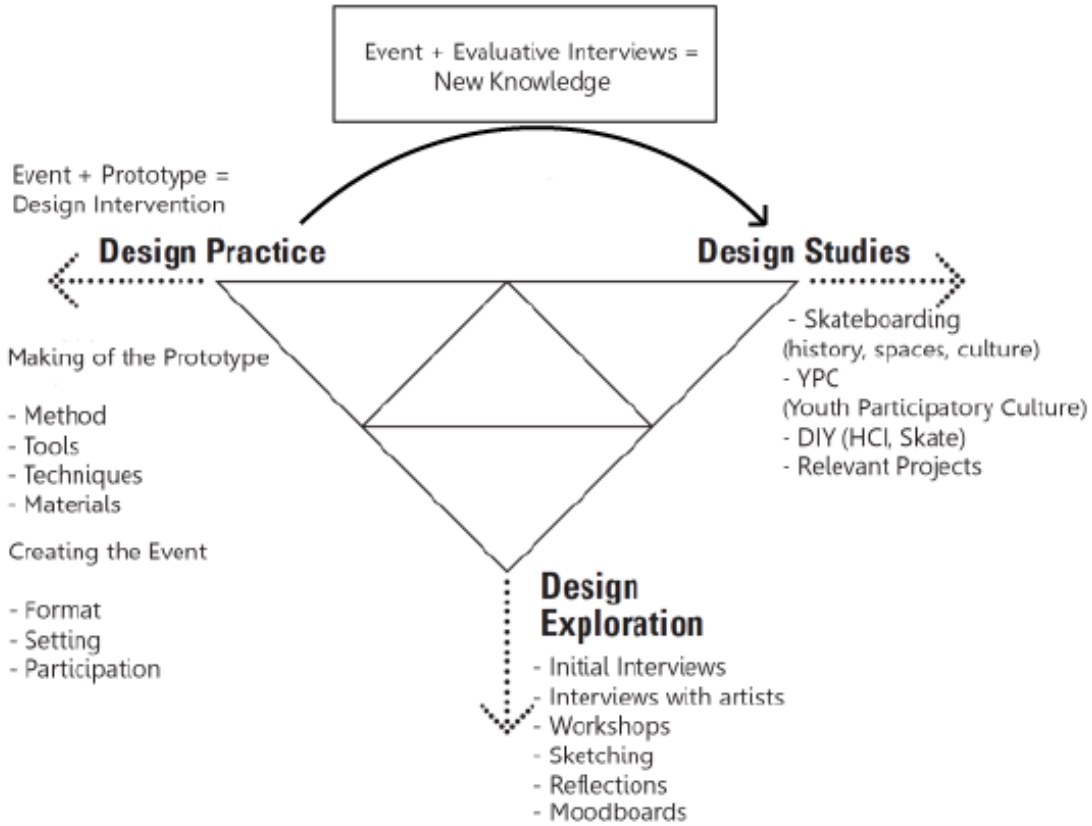 Event + Evaluative Interviews =
New Knowledge
Event + Prototype =
Design Intervention
Design Practice
Design Studies
Making of the Prototype
- Method
- Tools
- Techniques
- Materials
Creating the Event
- Format
- Setting
- Participation
- Skateboarding
(history, spaces, culture)
- YPC
(Youth Participatory Culture)
- DIY (HCI, Skate)
- Relevant Projects
Design
Exploration
- Initial Interviews
- Interviews with artists
- Workshops
- Sketching
- Reflections
- Moodboards